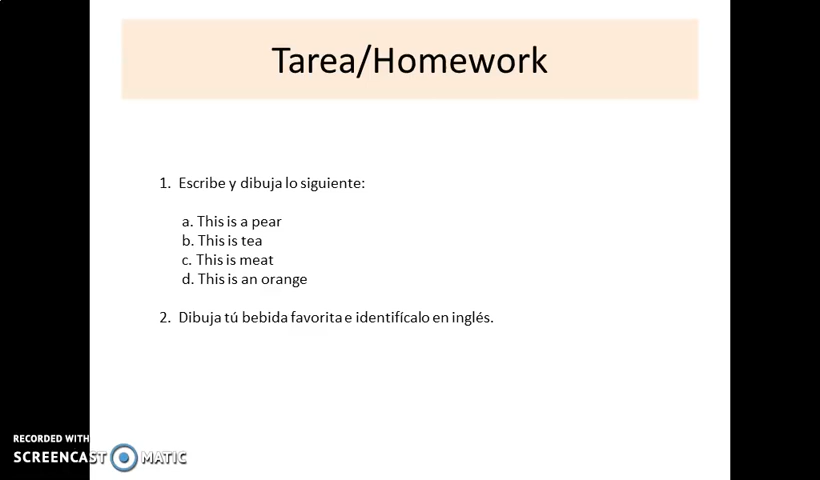 Tarea/Homework
1. Escribe y dibuja lo siguiente:
a. This is a pear
b. This is tea
c. This is meat
d. This is an orange
2. Dibuja tú bebida favorita e identifícalo en inglés.
RECORDED WITH
SCREENCAST MATIC